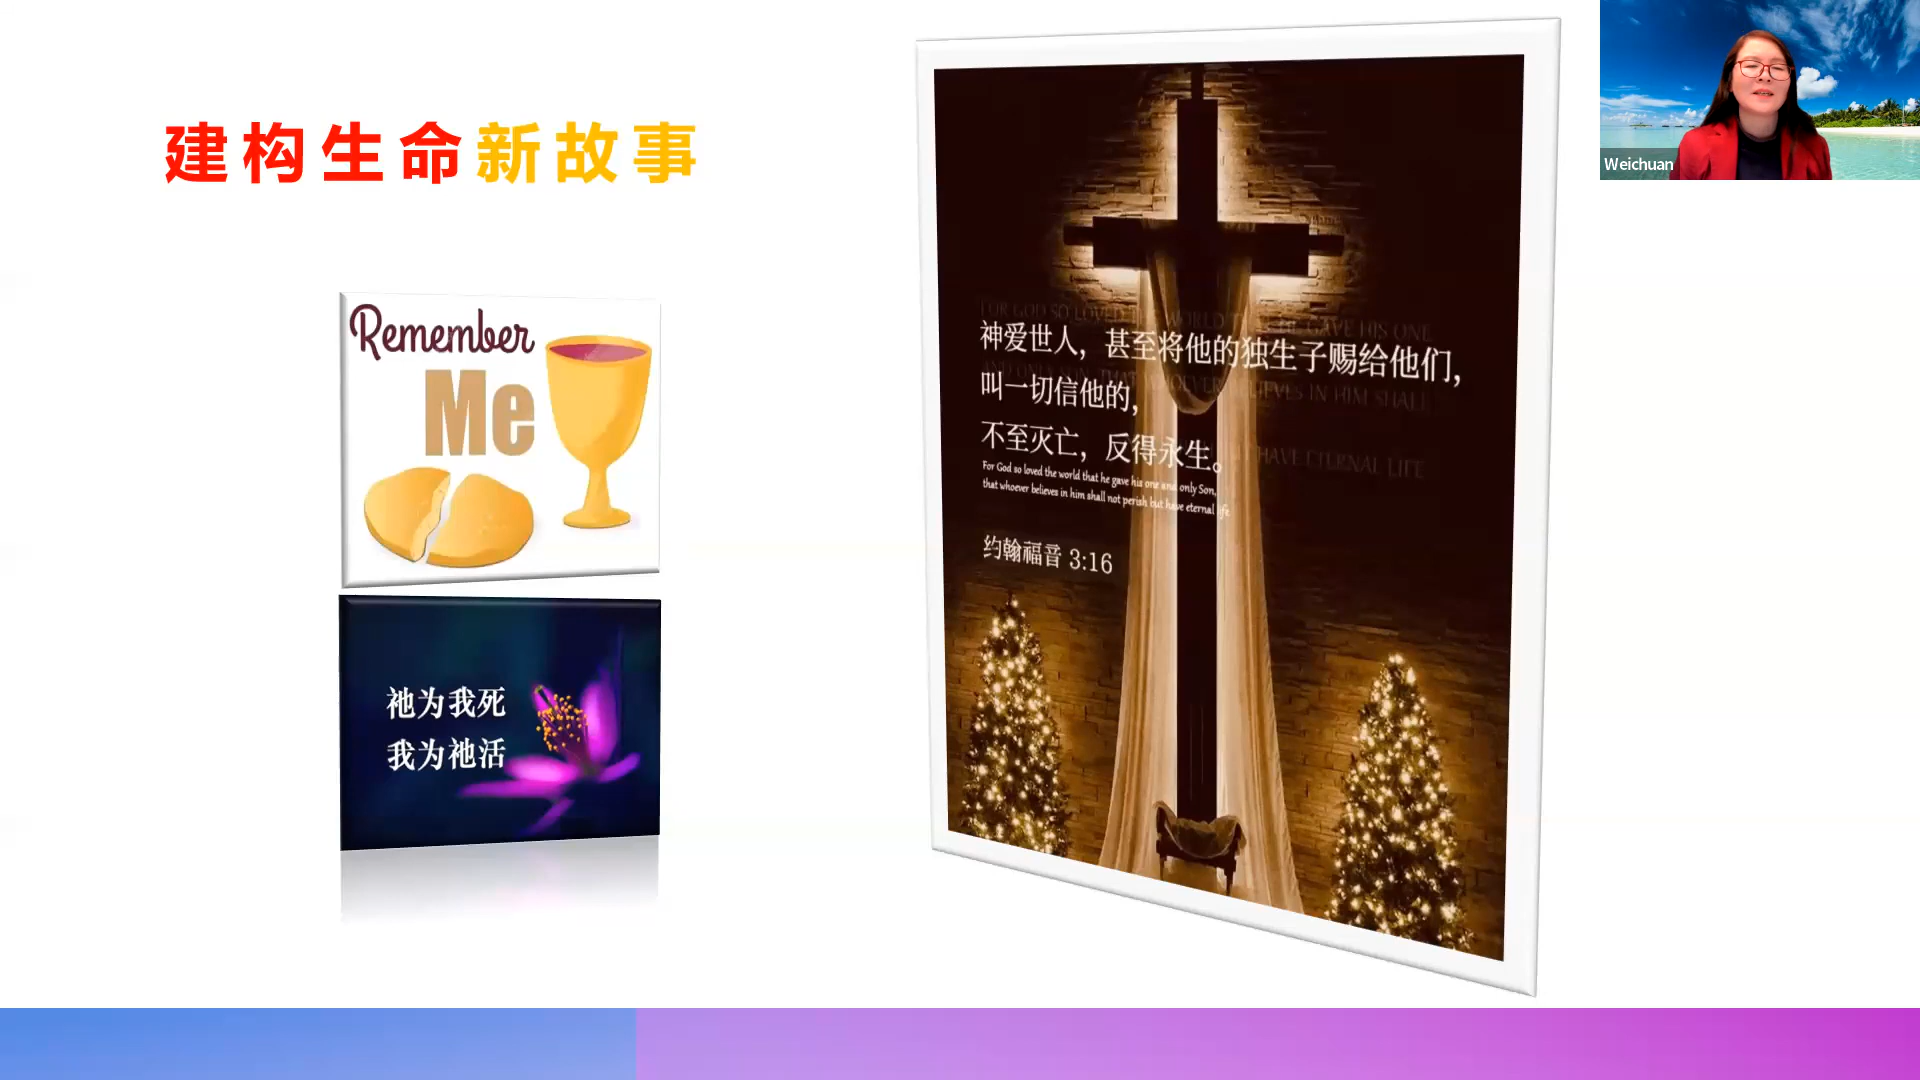 建构生命新故事
Weichuan
Remember
Me
祂为我死
我为祂活
神爱世人，甚至将他的独生子赐给他们，
叫一切信他的，
不至灭亡，反得永生。
For God so loved the world that he gave his one and only Son,
that whoever believes in him shall not perish but have eternal life
约翰福音 3:16
HAVE ETERNAL LIFE